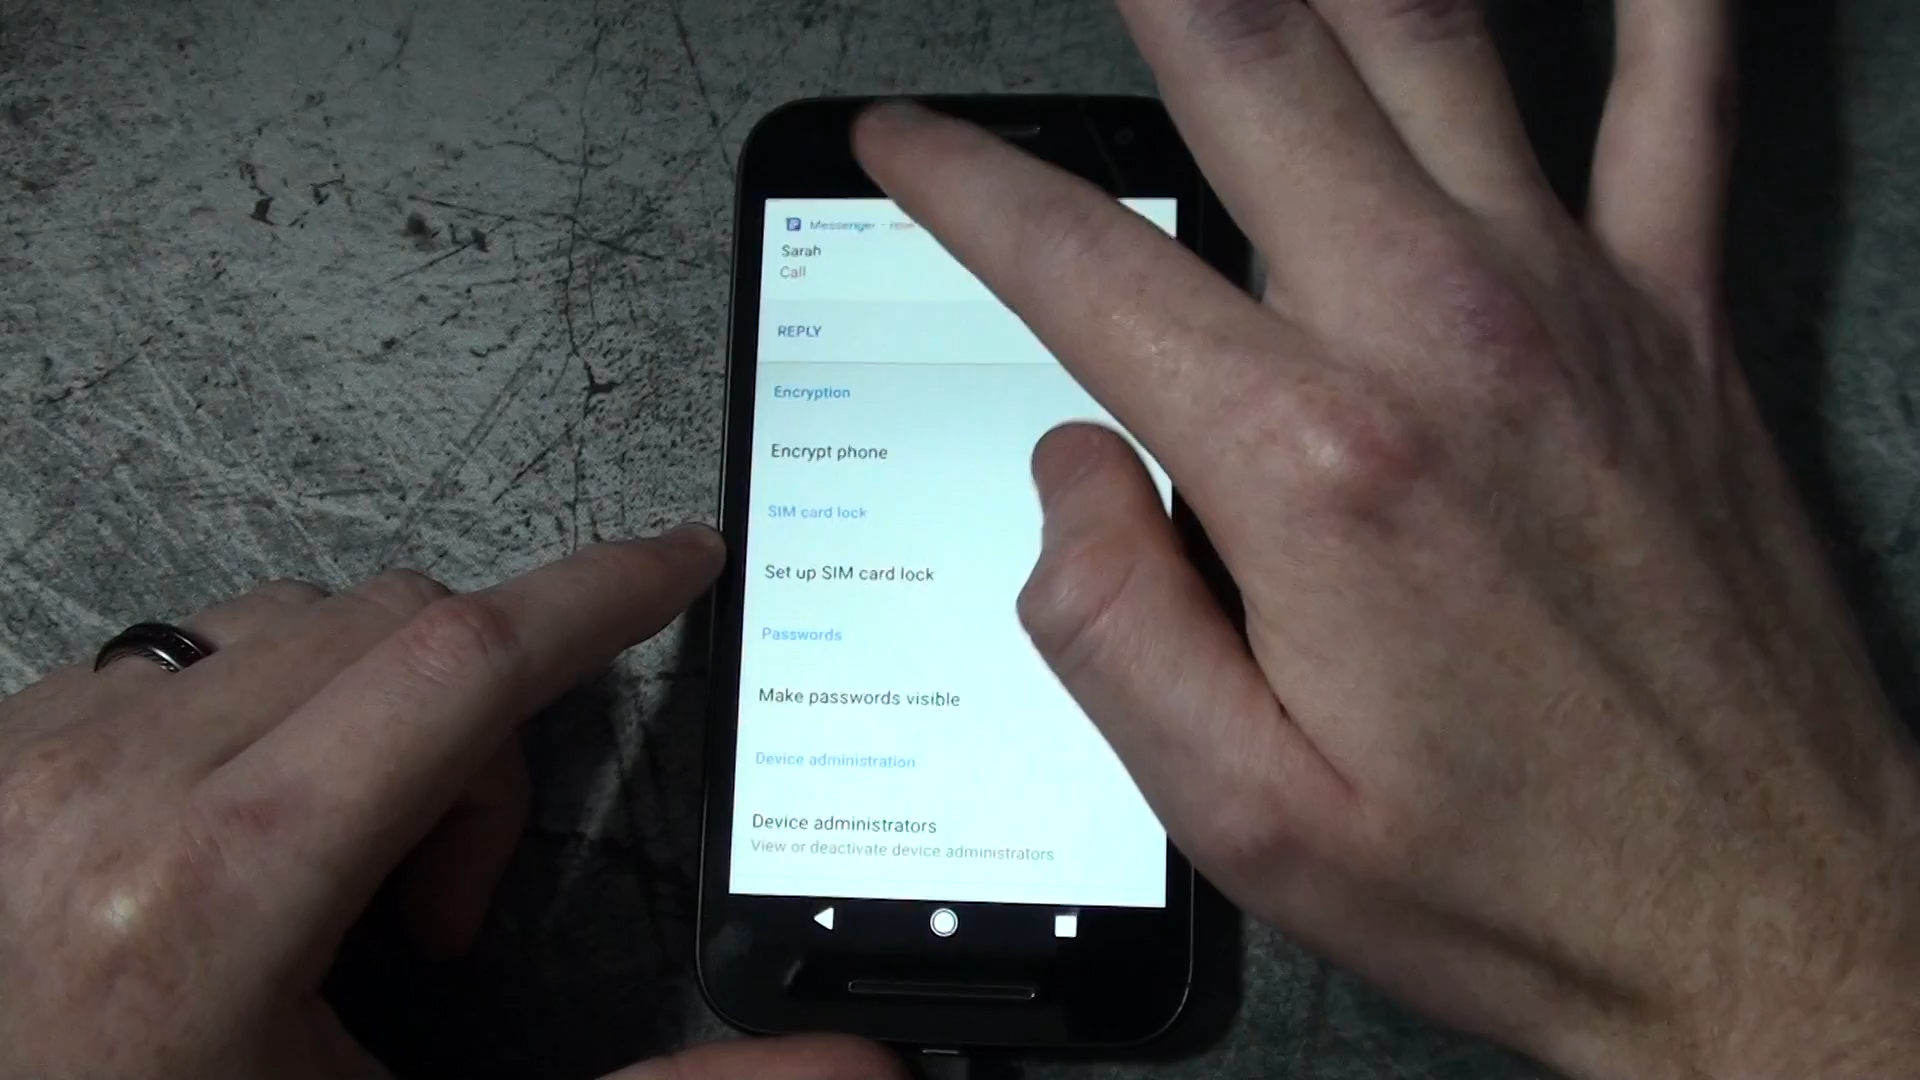 Messenger
Sarah
Call
REPLY
Encryption
Encrypt phone
SIM card lock
Set up SIM card lock
Passwords
Make passwords visible
Device administration
Device administrators
View or deactivate device administrators